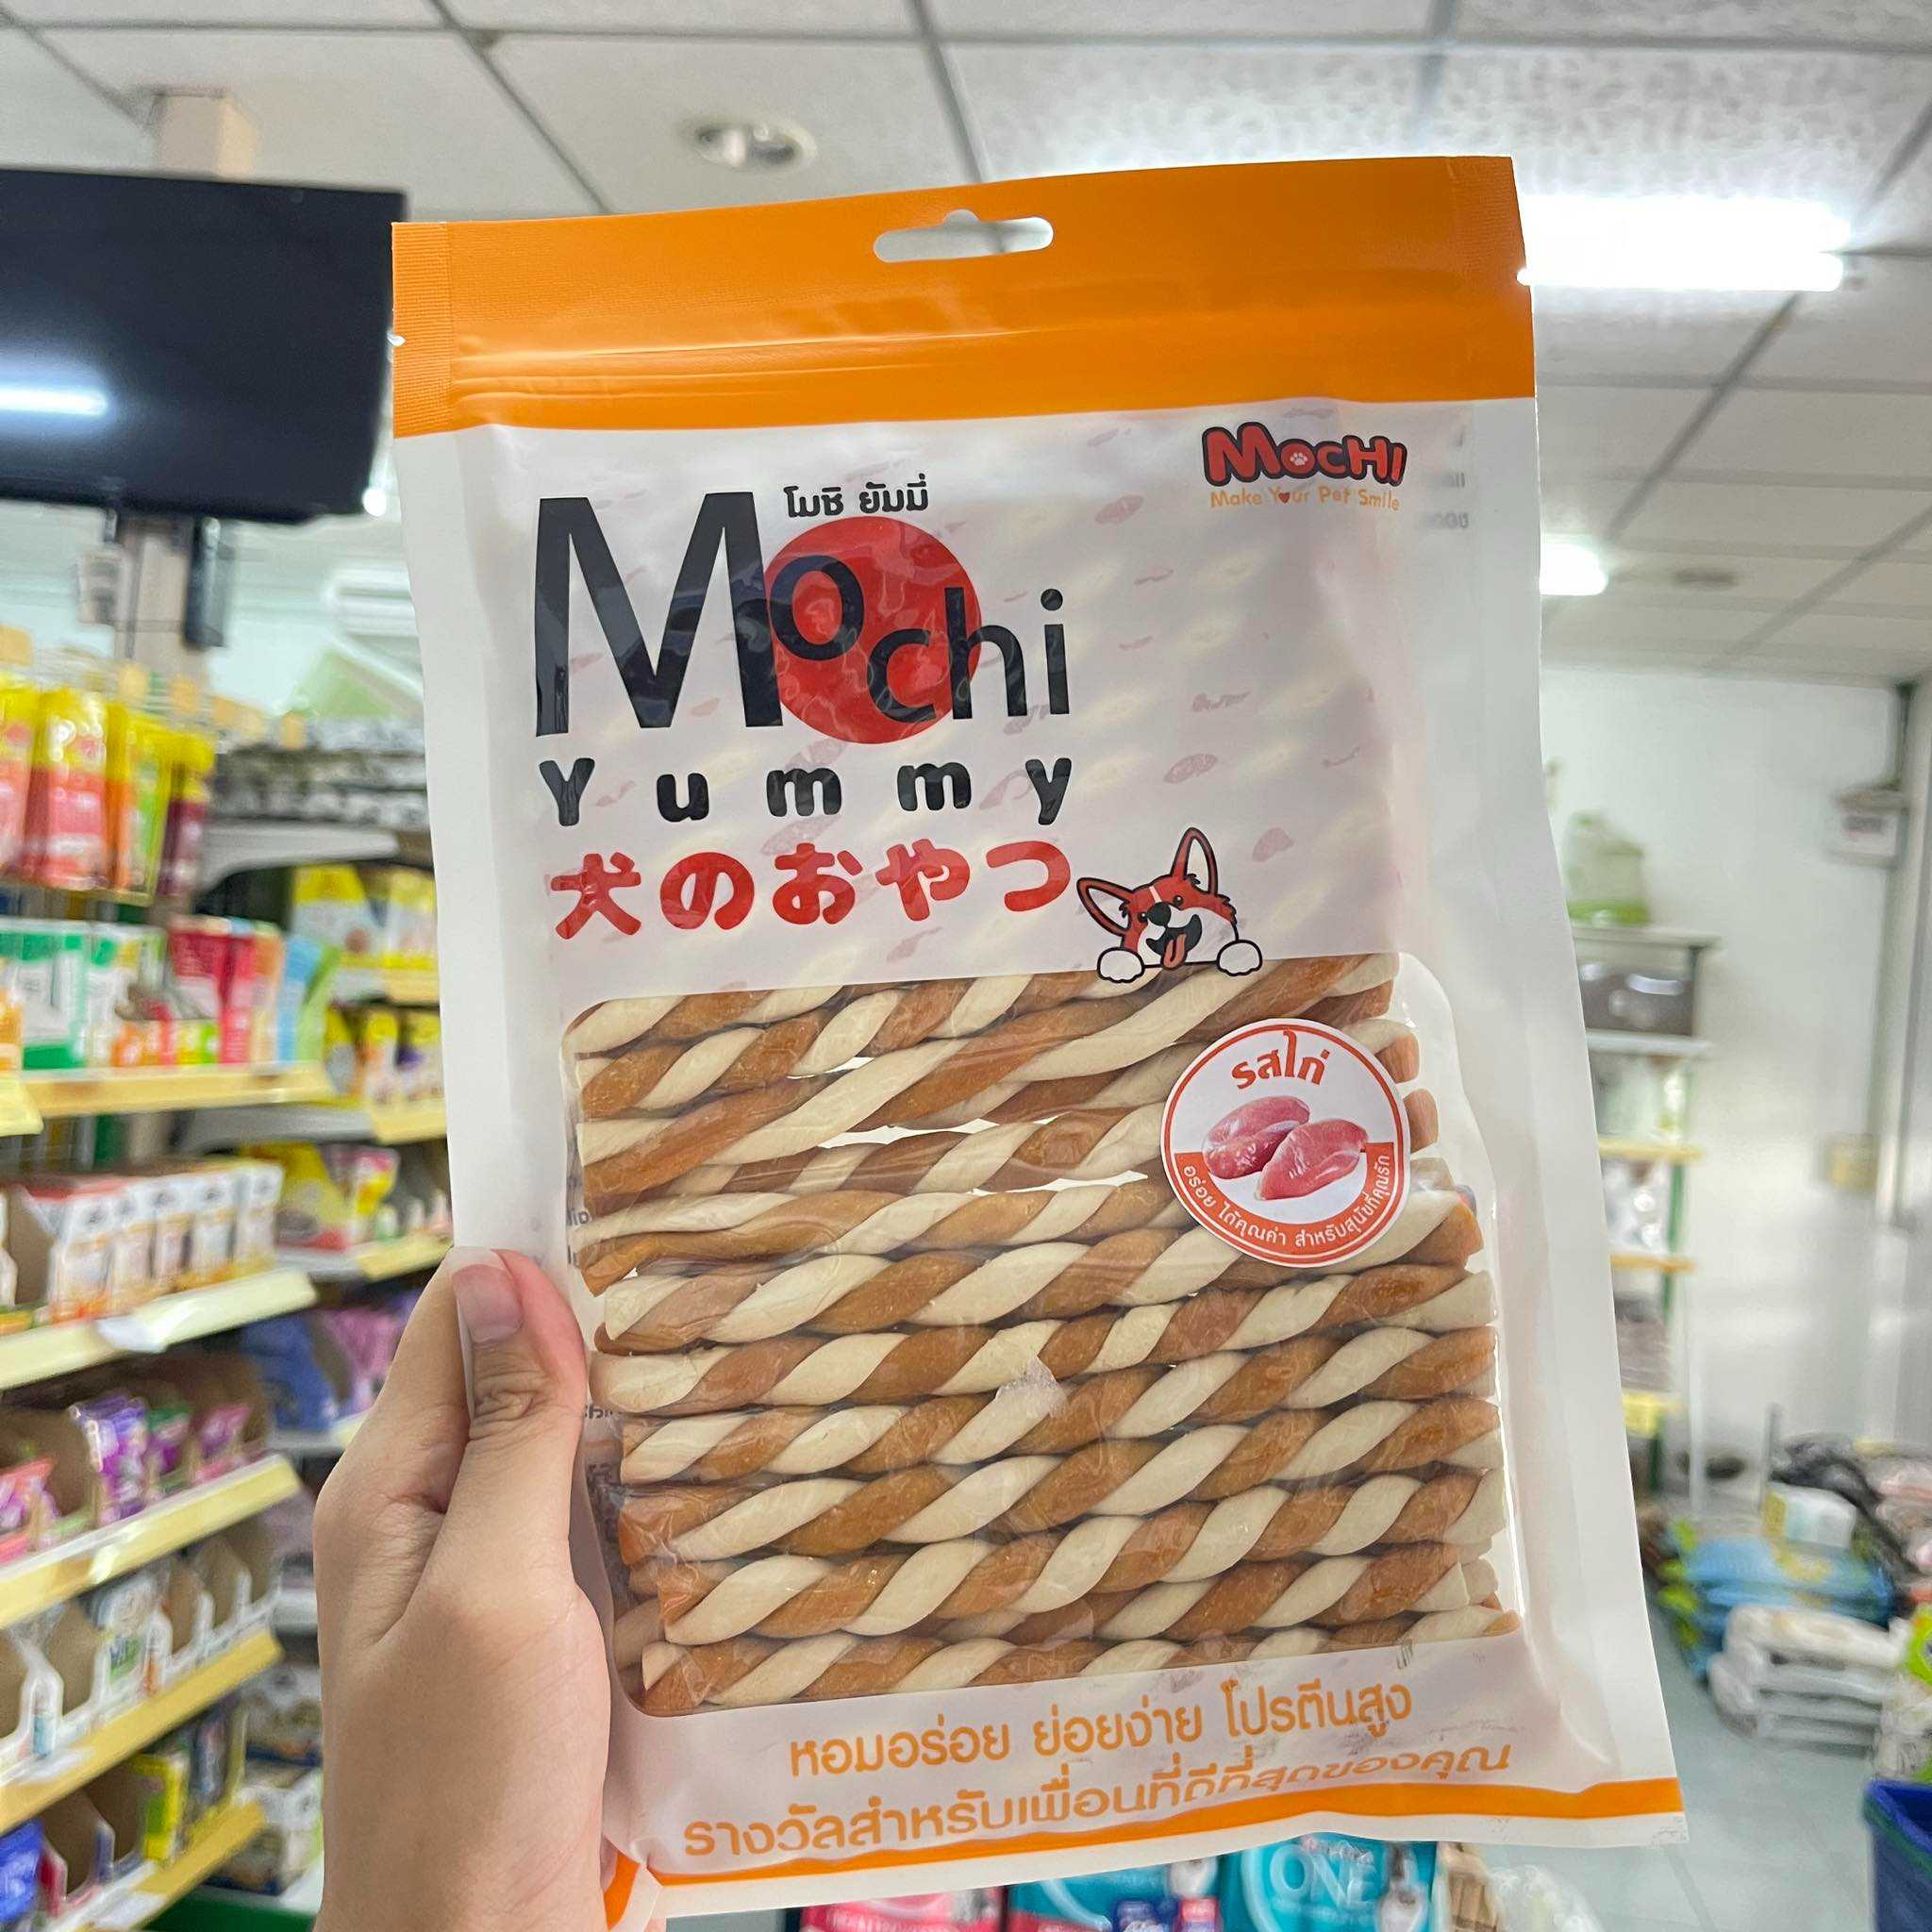 MocHI
Make Your Pet Smile
โมชิ ยัมมี่
Mochi
Yummy
犬のおやつ
รสไก่
อร่อย ได้คุณค่า สำหรับสุนัขที่คุณรัก
หอมอร่อย ย่อยง่าย โปรตีนสูง
รางวัลสำหรับเพื่อนที่ดีที่สุดของคุณ
ONE